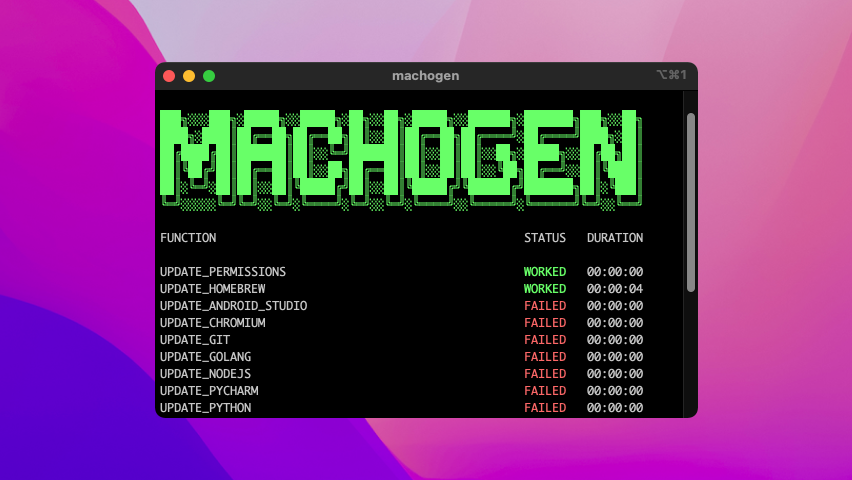 machogen
⌥⌘1
MACHOGEN
FUNCTION STATUS DURATION
UPDATE_PERMISSIONS WORKED 00:00:00
UPDATE_HOMEBREW WORKED 00:00:04
UPDATE_ANDROID_STUDIO FAILED 00:00:00
UPDATE_CHROMIUM FAILED 00:00:00
UPDATE_GIT FAILED 00:00:00
UPDATE_GOLANG FAILED 00:00:00
UPDATE_NODEJS FAILED 00:00:00
UPDATE_PYCHARM FAILED 00:00:00
UPDATE_PYTHON FAILED 00:00:00